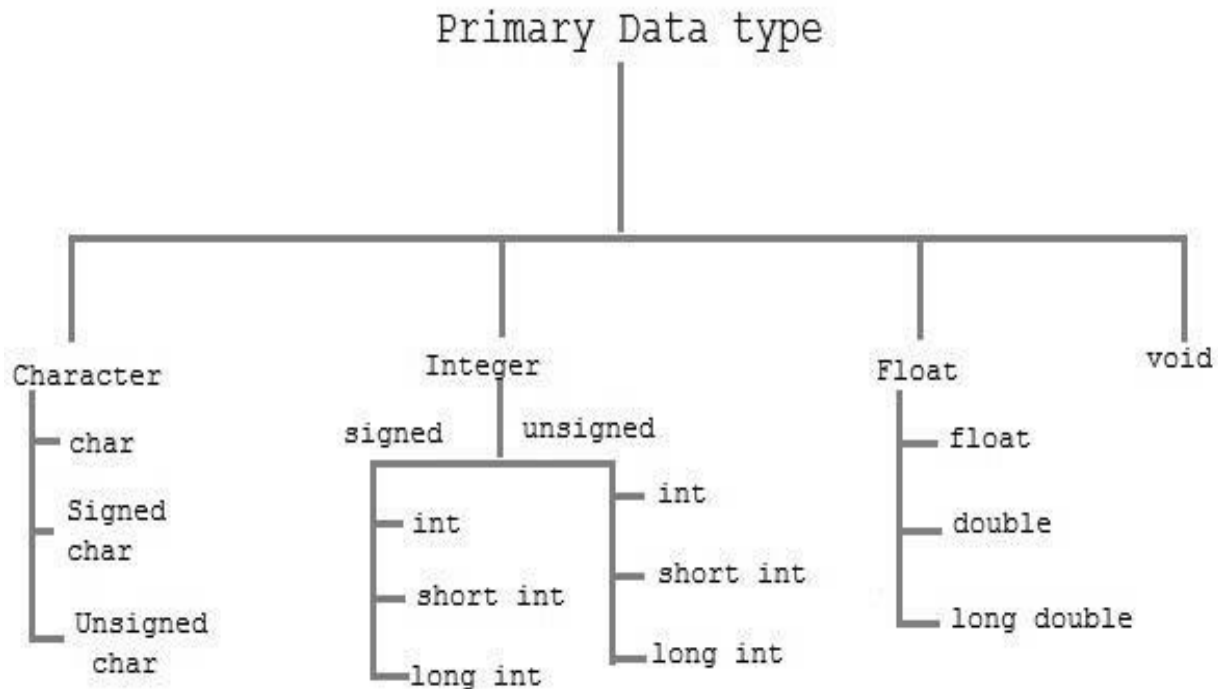 Primary Data type
Character
char
Signed
char
Unsigned
char
Integer
signed
unsigned
int
short int
long int
int
short int
long int
Float
float
double
long double
void